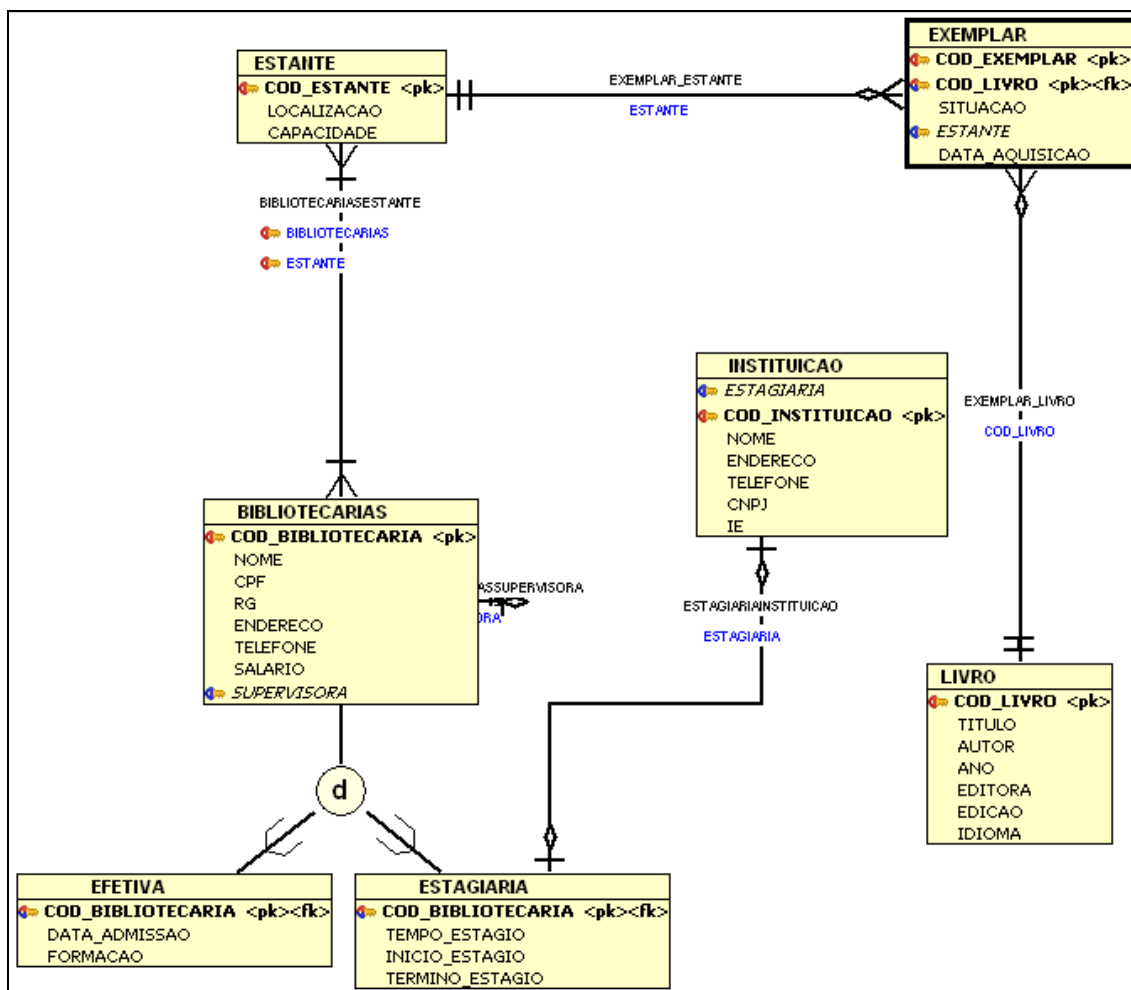 ESTANTE
COD_ESTANTE <pk>
LOCALIZACAO
CAPACIDADE
EXEMPLAR_ESTANTE
ESTANTE
EXEMPLAR
COD_EXEMPLAR <pk>
COD_LIVRO <pk><fk>
SITUACAO
ESTANTE
DATA_AQUISICAO
BIBLIOTECARIASESTANTE
BIBLIOTECARIAS
ESTANTE
INSTITUICAO
ESTAGIARIA
COD_INSTITUICAO <pk>
NOME
ENDERECO
TELEFONE
CNPJ
IE
EXEMPLAR_LIVRO
COD_LIVRO
BIBLIOTECARIAS
COD_BIBLIOTECARIA <pk>
NOME
CPF
RG
ENDERECO
TELEFONE
SALARIO
SUPERVISORA
ASSUPERVISORA
ORA
ESTAGIARIAINSTITUICAO
ESTAGIARIA
LIVRO
COD_LIVRO <pk>
TITULO
AUTOR
ANO
EDITORA
EDICAO
IDIOMA
d
EFETIVA
COD_BIBLIOTECARIA <pk><fk>
DATA_ADMISSAO
FORMACAO
ESTAGIARIA
COD_BIBLIOTECARIA <pk><fk>
TEMPO_ESTAGIO
INICIO_ESTAGIO
TERMINO_ESTAGIO